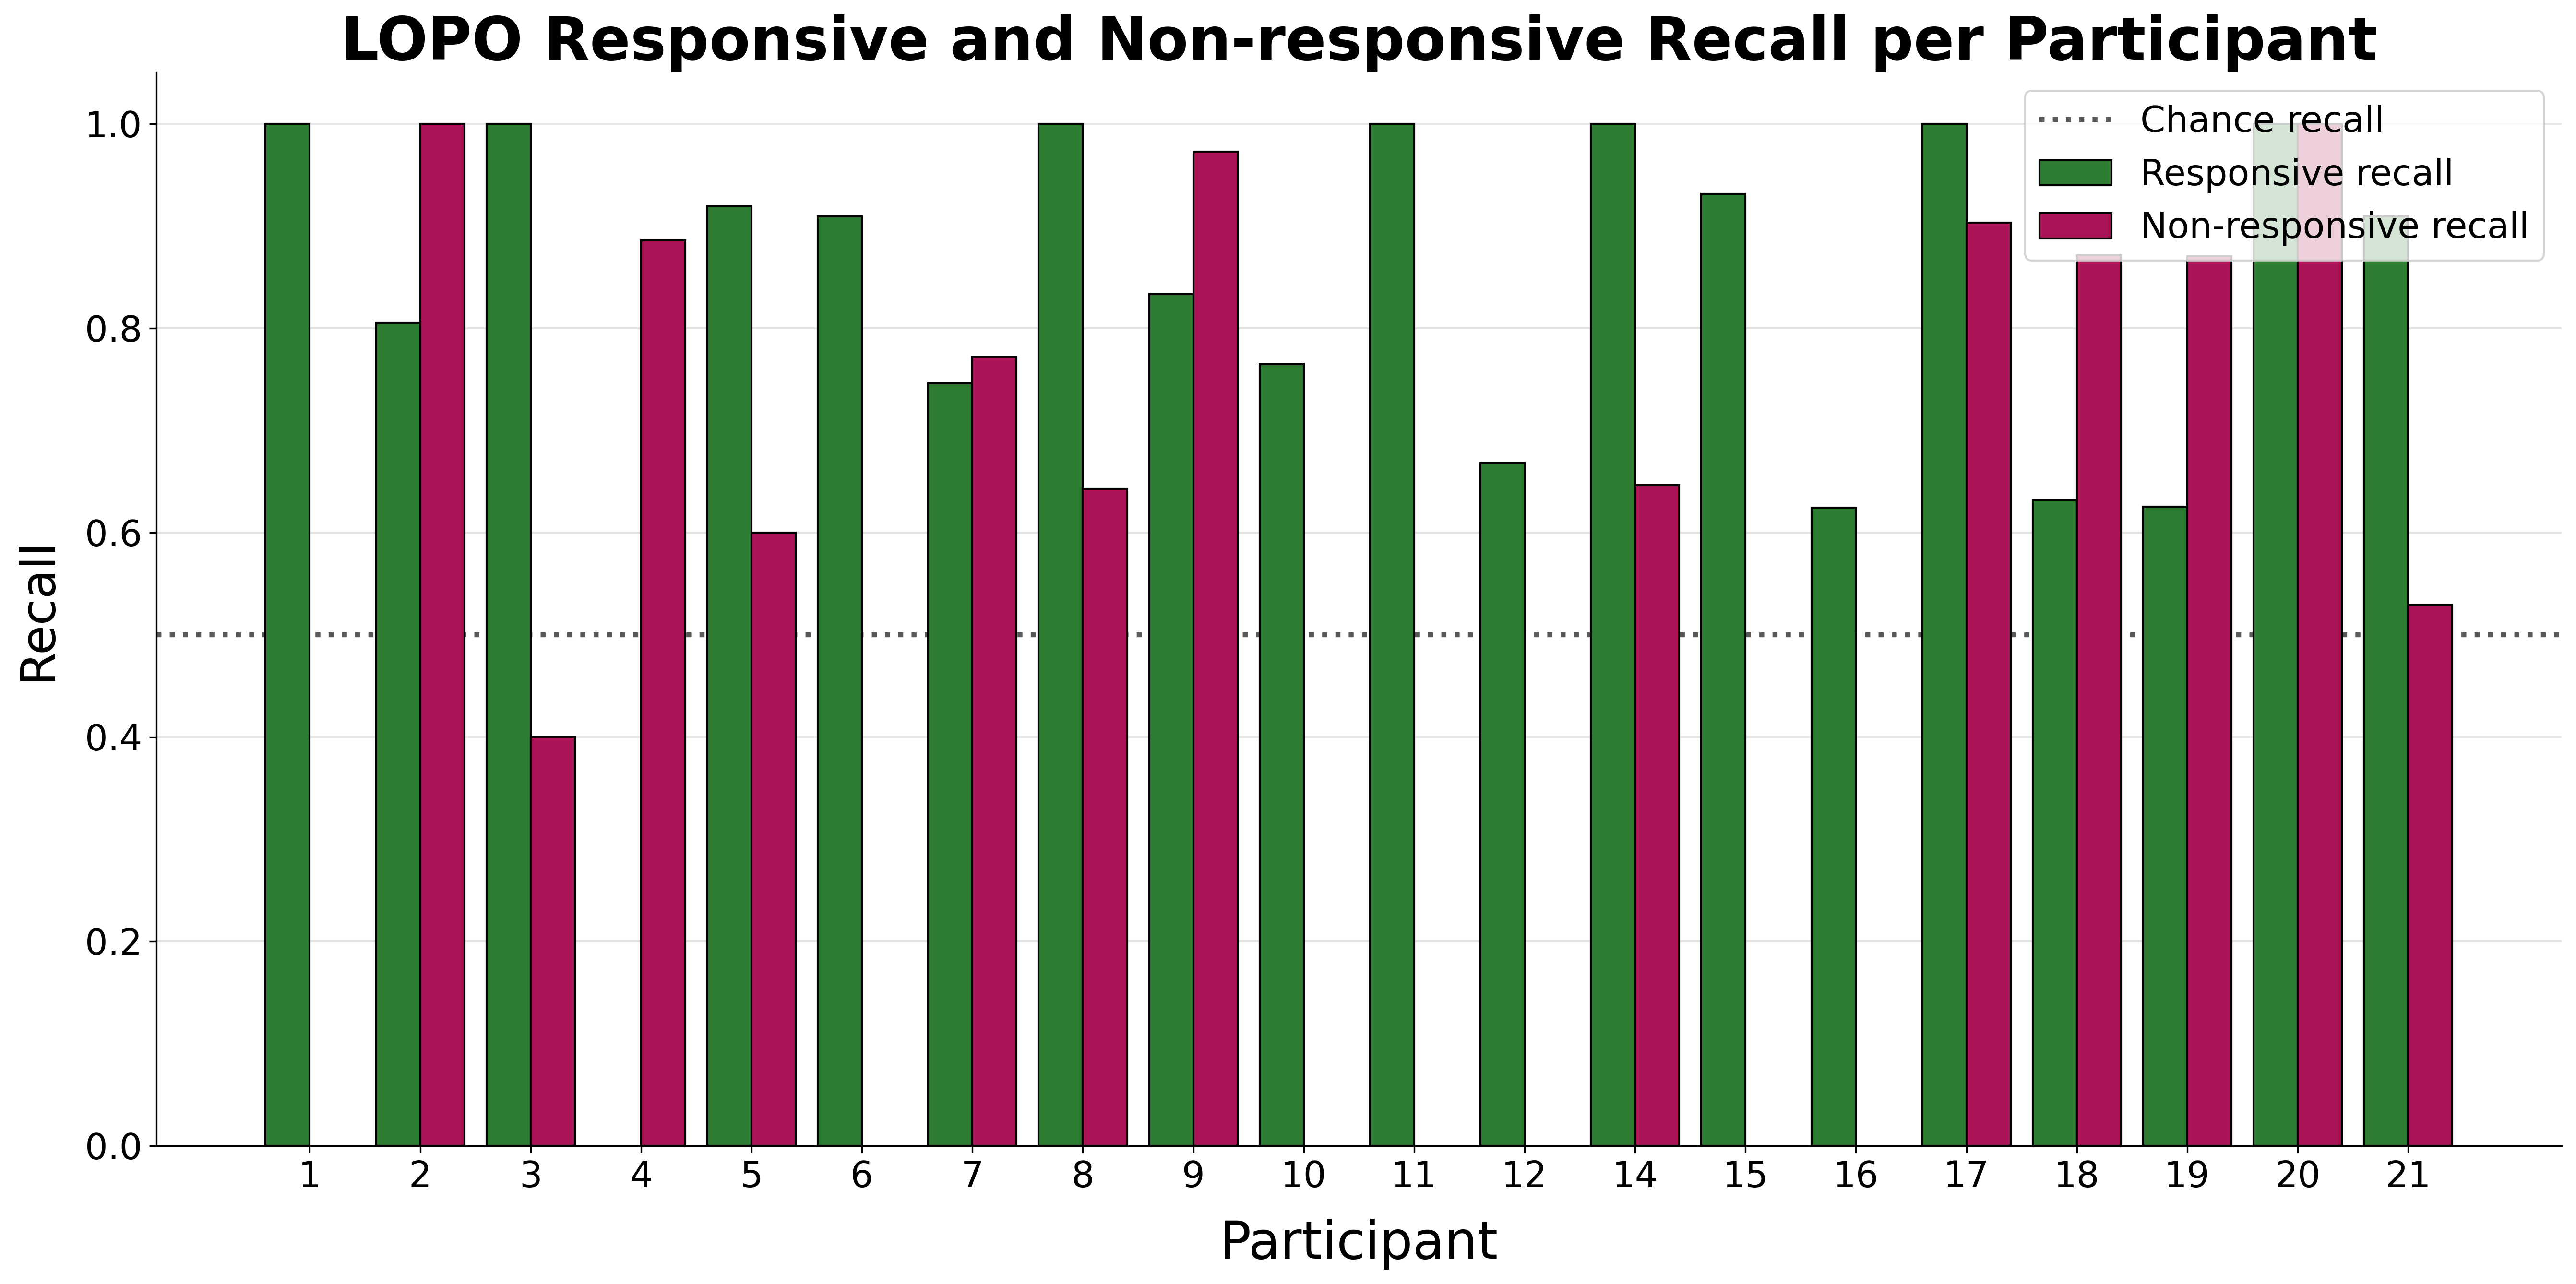 LOPO Responsive and Non-responsive Recall per Participant
Chance recall
Responsive recall
Non-responsive recall
1.0
0.8
0.6
0.4
0.2
0.0
Recall
1 2 3 4 5 6 7 8 9 10 11 12 14 15 16 17 18 19 20 21
Participant